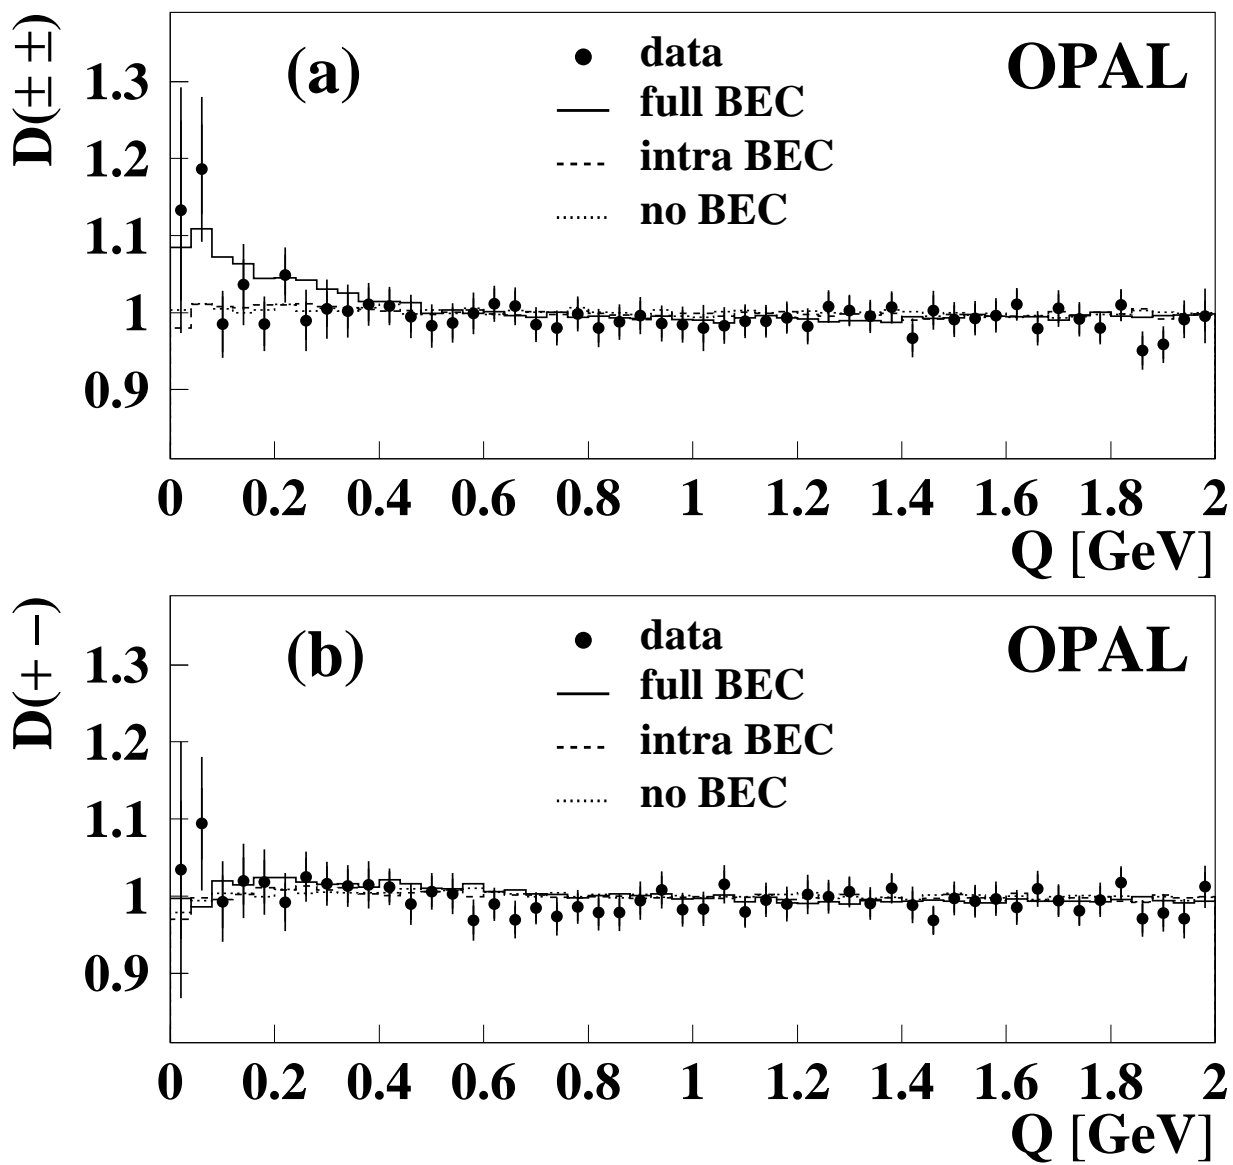 D(± ±)
(a)
data
full BEC
intra BEC
no BEC
OPAL
1.3
1.2
1.1
1
0.9
0 0.2 0.4 0.6 0.8 1 1.2 1.4 1.6 1.8 2
Q [GeV]
D(+ −)
(b)
data
full BEC
intra BEC
no BEC
OPAL
1.3
1.2
1.1
1
0.9
0 0.2 0.4 0.6 0.8 1 1.2 1.4 1.6 1.8 2
Q [GeV]